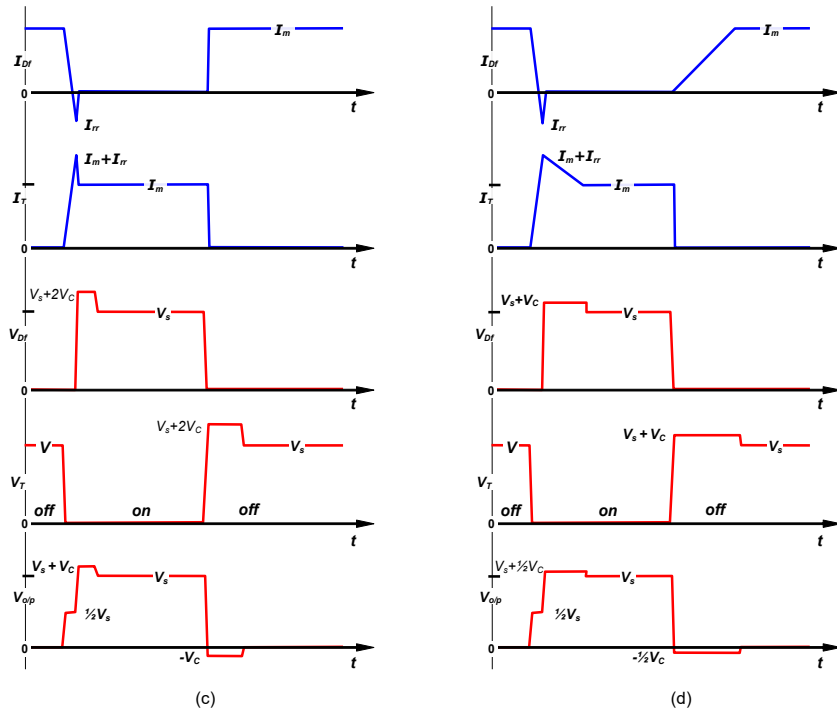 I_m
I_Df
0
t
I_rr
I_m+I_rr
I_m
I_T
0
t
V_s+2V_C
V_s
V_Df
0
t
V_s+2V_C
V
V_s
V_T
off on off
0
t
V_s + V_C
V_s
V_o/p
½V_s
0
-V_C
t
(c)
I_m
I_Df
0
t
I_rr
I_m+I_rr
I_m
I_T
0
t
V_s+V_C
V_s
V_Df
0
t
V_s + V_C
V
V_s
V_T
off on off
0
t
V_s+½V_C
V_s
V_o/p
½V_s
0
-½V_C
t
(d)